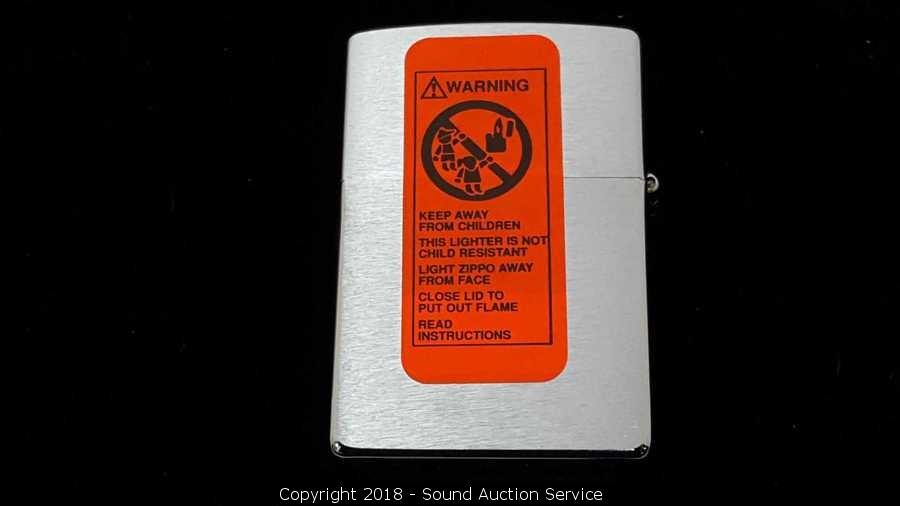 WARNING
KEEP AWAY
FROM CHILDREN
THIS LIGHTER IS NOT
CHILD RESISTANT
LIGHT ZIPPO AWAY
FROM FACE
CLOSE LID TO
PUT OUT FLAME
READ
INSTRUCTIONS
Copyright 2018 - Sound Auction Service